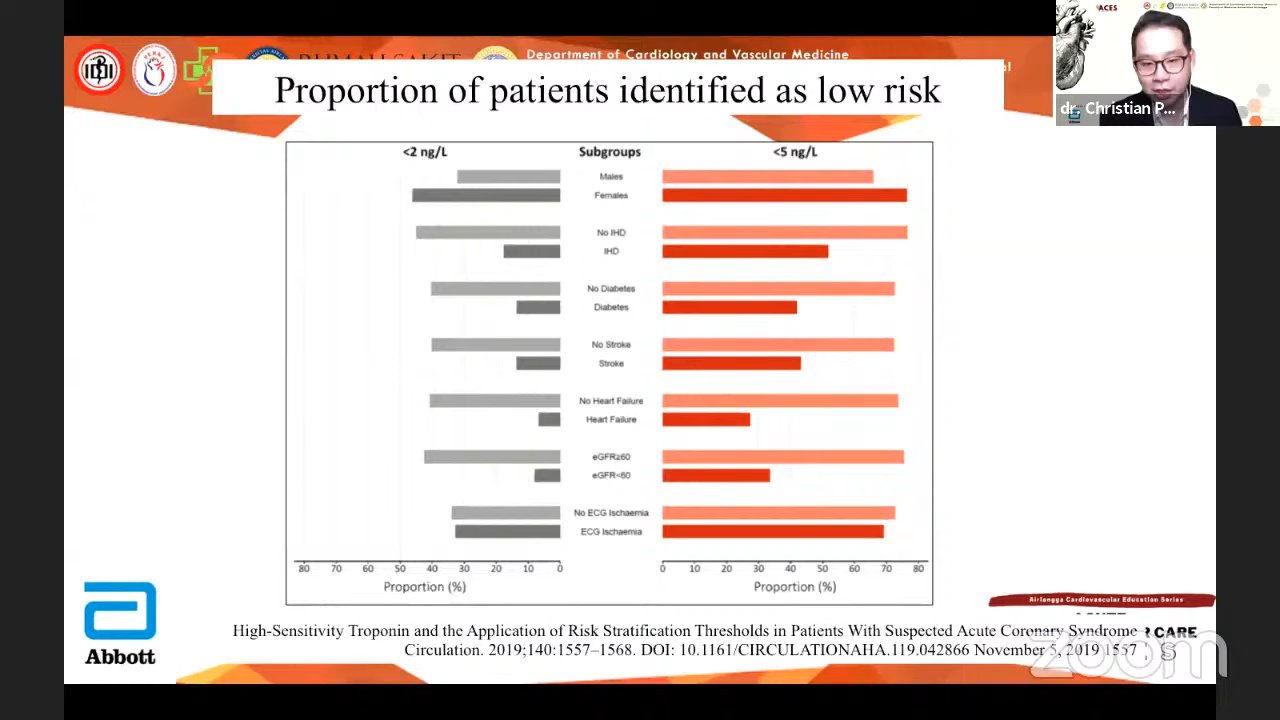 ACES
dr. Christian P...
IDI
RUMAH SAKIT
Department of Cardiology and Vascular Medicine
Proportion of patients identified as low risk
<2 ng/L Subgroups <5 ng/L
Males
Females
No IHD
IHD
No Diabetes
Diabetes
No Stroke
Stroke
No Heart Failure
Heart Failure
eGFR≥60
eGFR<60
No ECG Ischaemia
ECG Ischaemia
80 70 60 50 40 30 20 10 0 0 10 20 30 40 50 60 70 80
Proportion (%) Proportion (%)
Abbott
Airlangga Cardiovascular Education Series
High-Sensitivity Troponin and the Application of Risk Stratification Thresholds in Patients With Suspected Acute Coronary Syndrome
Circulation. 2019;140:1557–1568. DOI: 10.1161/CIRCULATIONAHA.119.042866 November 5, 2019 1557
CARE
zoom